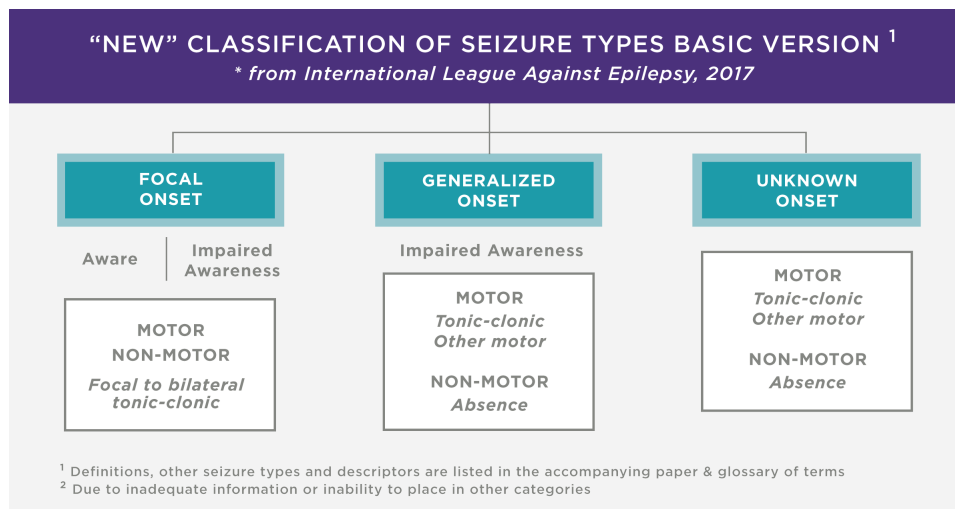 “NEW” CLASSIFICATION OF SEIZURE TYPES BASIC VERSION 1
* from International League Against Epilepsy, 2017
FOCAL
ONSET
Aware
Impaired
Awareness
MOTOR
NON-MOTOR
Focal to bilateral
tonic-clonic
GENERALIZED
ONSET
Impaired Awareness
MOTOR
Tonic-clonic
Other motor
NON-MOTOR
Absence
UNKNOWN
ONSET
MOTOR
Tonic-clonic
Other motor
NON-MOTOR
Absence
1 Definitions, other seizure types and descriptors are listed in the accompanying paper & glossary of terms
2 Due to inadequate information or inability to place in other categories